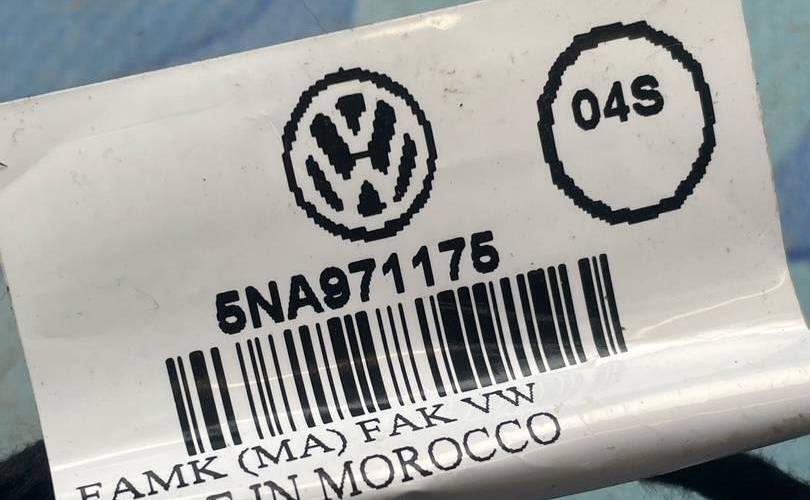 04S
5NA971175
FAMK (MA) FAK VW
IN MOROCCO